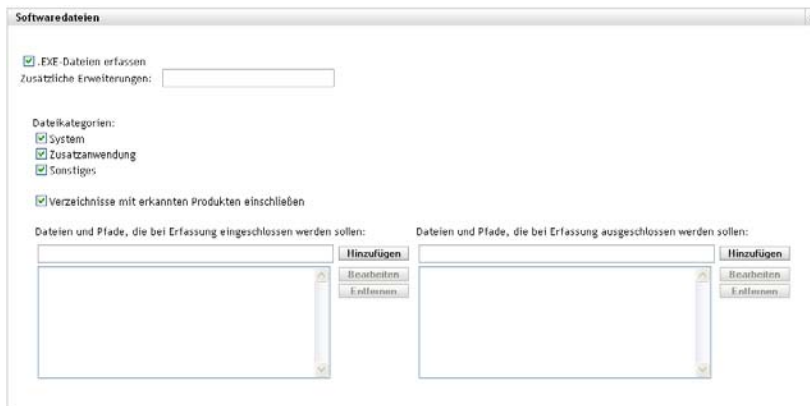 Softwaredateien
.EXE-Dateien erfassen
Zusätzliche Erweiterungen:
Dateikategorien:
System
Zusatzanwendung
Sonstiges
Verzeichnisse mit erkannten Produkten einschließen
Dateien und Pfade, die bei Erfassung eingeschlossen werden sollen:
Hinzufügen
Bearbeiten
Entfernen
Dateien und Pfade, die bei Erfassung ausgeschlossen werden sollen:
Hinzufügen
Bearbeiten
Entfernen